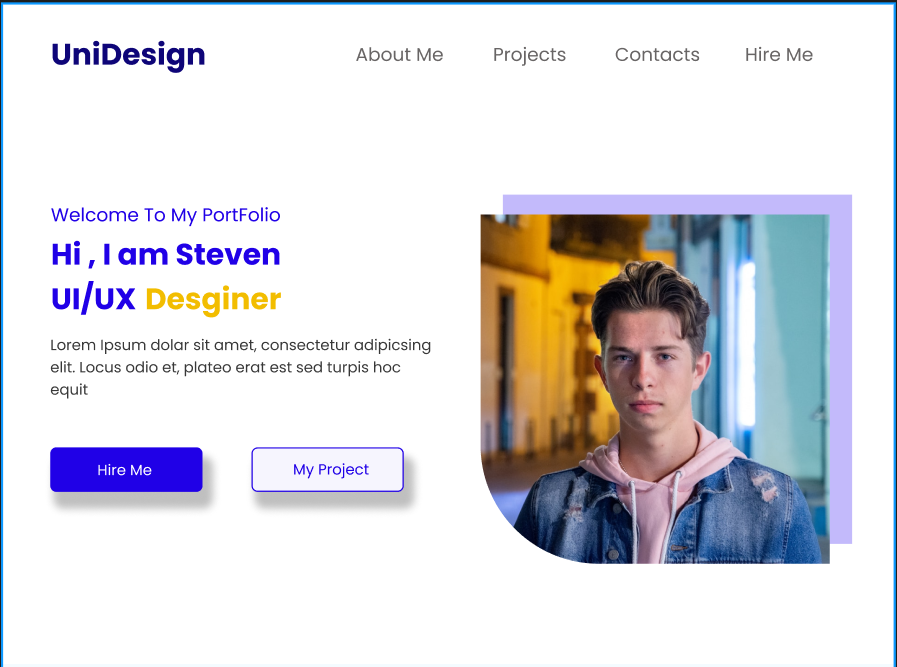 UniDesign
About Me Projects Contacts Hire Me
Welcome To My PortFolio
Hi , I am Steven
UI/UX Desginer
Lorem Ipsum dolar sit amet, consectetur adipicsing
elit. Locus odio et, plateo erat est sed turpis hoc
equit
Hire Me
My Project